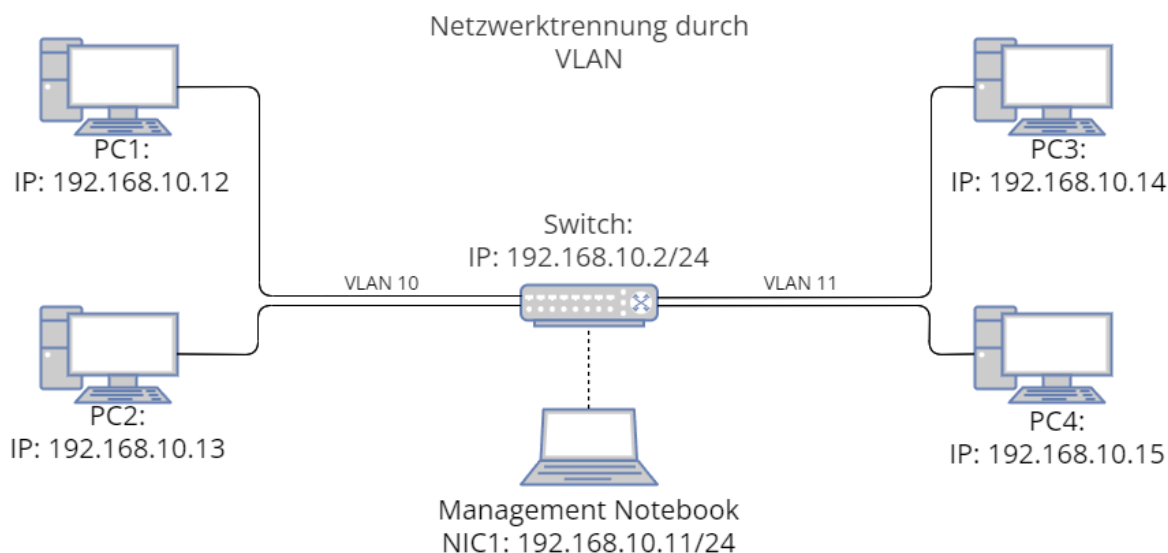 Netzwerktrennung durch
VLAN
PC1:
IP: 192.168.10.12
PC3:
IP: 192.168.10.14
Switch:
IP: 192.168.10.2/24
VLAN 10
VLAN 11
PC2:
IP: 192.168.10.13
PC4:
IP: 192.168.10.15
Management Notebook
NIC1: 192.168.10.11/24